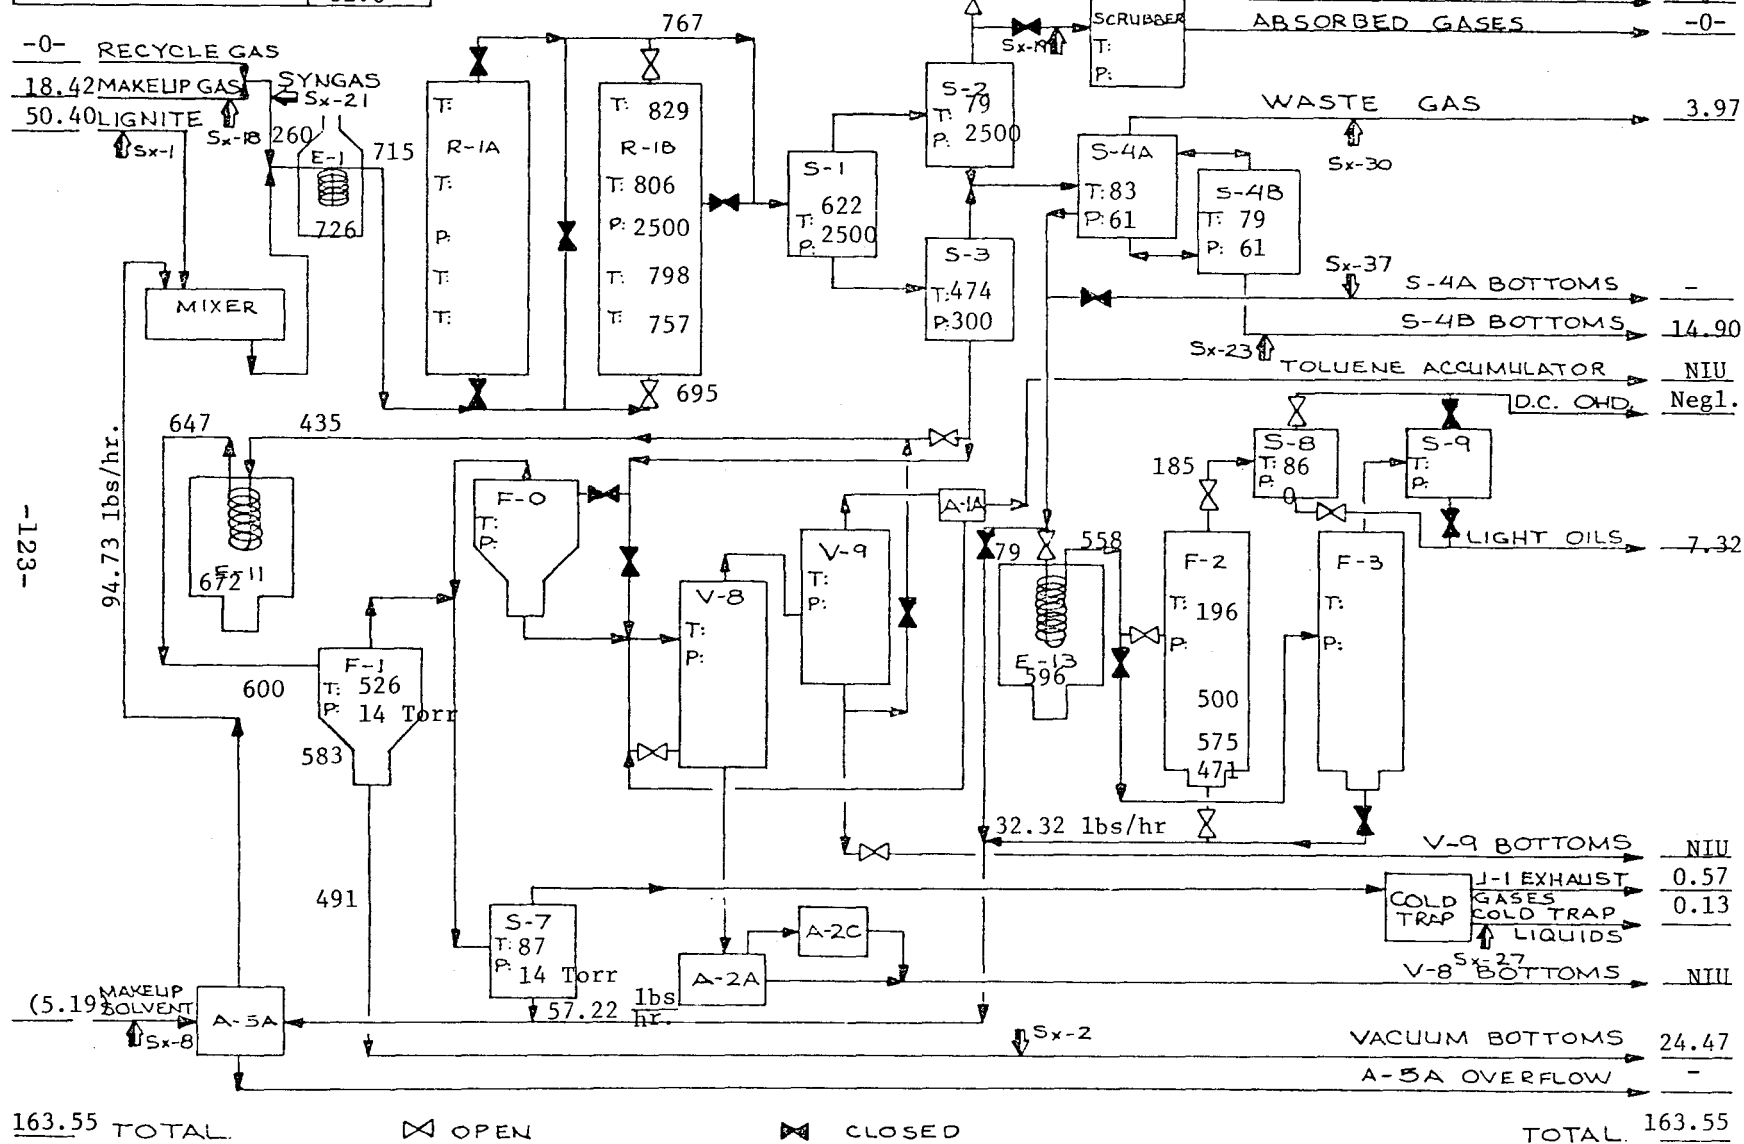 767
SCRUBBER
T:
P:
Sx-19
ABSORBED GASES -0-
-0- RECYCLE GAS
18.42 MAKEUP GAS
SYNGAS
Sx-21
50.40 LIGNITE
Sx-18
Sx-1
260
E-1
715
726
MIXER
T:
R-1A
T:
P:
T:
T:
T: 829
R-1B
T: 806
P: 2500
T: 798
T: 757
695
S-1
622
T:
P: 2500
S-2
79
T:
P: 2500
S-3
T: 474
P: 300
WASTE GAS 3.97
Sx-30
S-4A
T: 83
P: 61
S-4B
T: 79
P: 61
Sx-37
S-4A BOTTOMS -
S-4B BOTTOMS 14.90
Sx-23
TOLUENE ACCUMULATOR NIU
D.C. OHD. Negl.
647
435
94.73 lbs/hr.
-123-
E-11
672
F-0
T:
P:
A-1A
V-9
T:
P:
V-8
T:
P:
79
558
E-13
596
185
S-8
T: 86
P: 0
S-9
T:
P:
LIGHT OILS 7.32
F-2
T: 196
P:
500
575
471
F-3
T:
P:
600
F-1
T: 526
P: 14 Torr
583
491
32.32 lbs/hr
V-9 BOTTOMS NIU
COLD TRAP
J-1 EXHAUST GASES 0.57
COLD TRAP LIQUIDS 0.13
Sx-27
V-8 BOTTOMS NIU
S-7
T: 87
P: 14 Torr
57.22 lbs hr.
A-2C
A-2A
(5.19) MAKEUP SOLVENT
Sx-8
A-5A
Sx-2
VACUUM BOTTOMS 24.47
A-5A OVERFLOW -
163.55 TOTAL OPEN CLOSED TOTAL 163.55